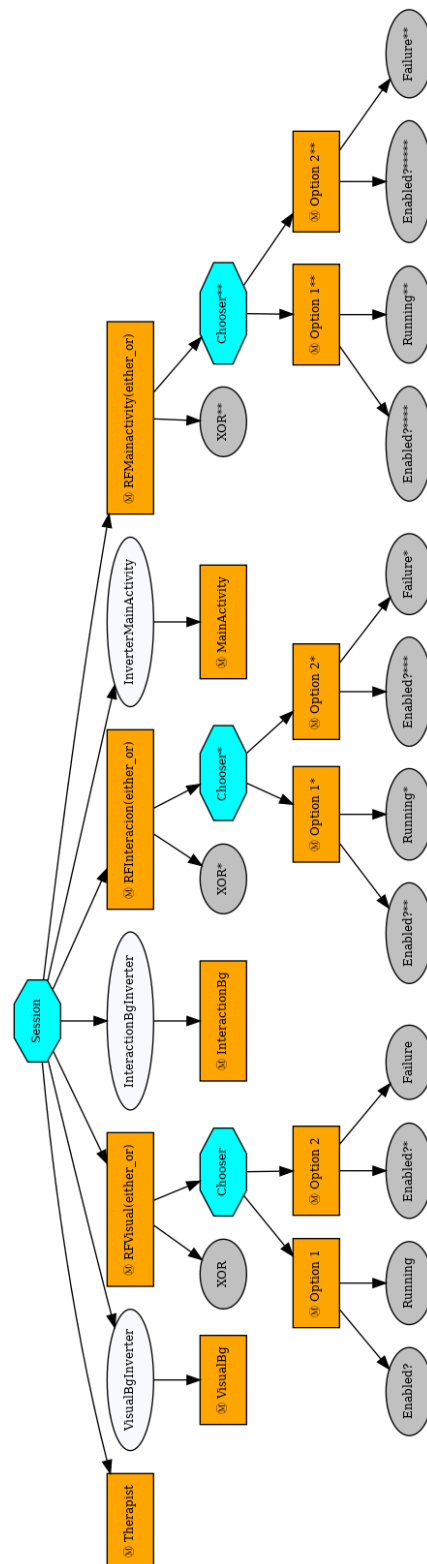 Session
Ⓜ Therapist
VisualBgInverter
Ⓜ RFVisual(either_or)
InteractionBgInverter
Ⓜ RFInteracion(either_or)
InverterMainActivity
Ⓜ RFMainactivity(either_or)
Ⓜ VisualBg
XOR
Chooser
Ⓜ InteractionBg
XOR*
Chooser*
Ⓜ MainActivity
XOR**
Chooser**
Ⓜ Option 1
Ⓜ Option 2
Ⓜ Option 1*
Ⓜ Option 2*
Ⓜ Option 1**
Ⓜ Option 2**
Enabled?
Running
Enabled?*
Failure
Enabled?**
Running*
Enabled?***
Failure*
Enabled?****
Running**
Enabled?*****
Failure**